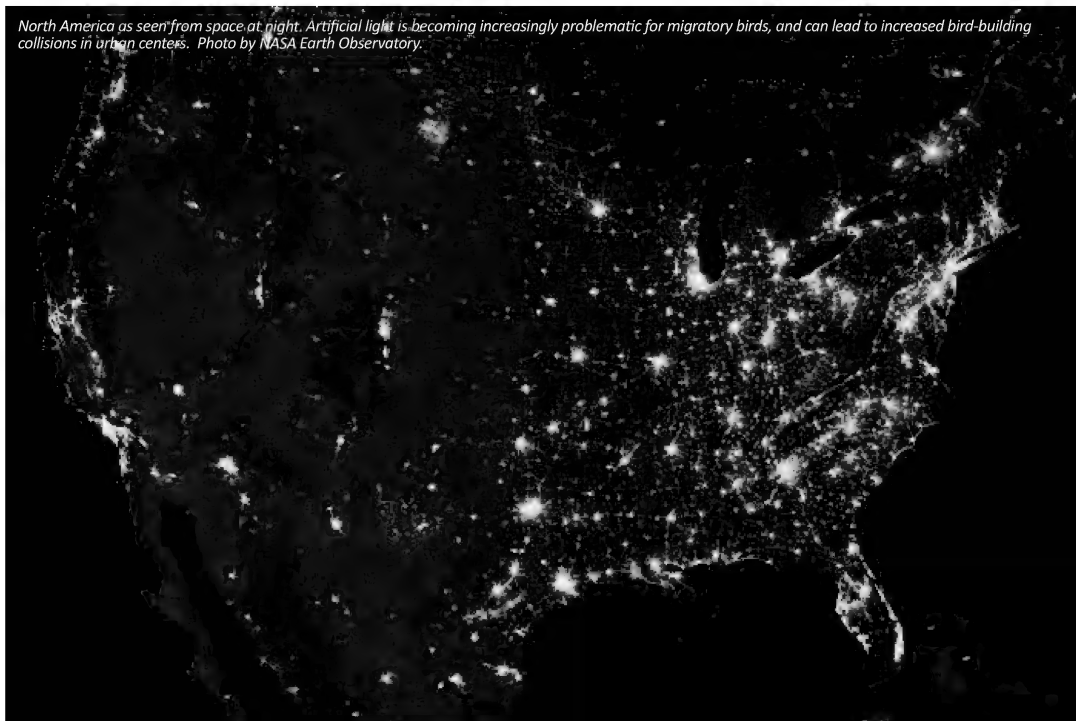 North America as seen from space at night. Artificial light is becoming increasingly problematic for migratory birds, and can lead to increased bird-building
collisions in urban centers.  Photo by NASA Earth Observatory.